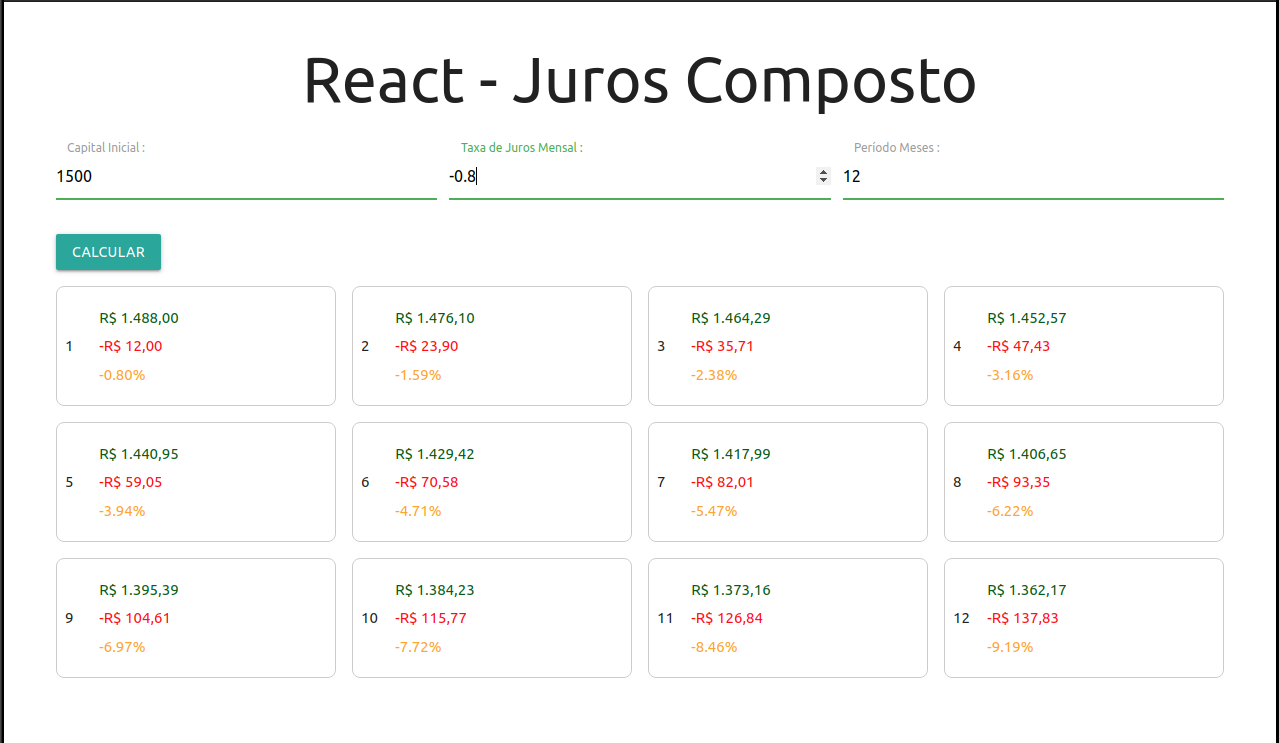 React - Juros Composto
Capital Inicial :
Taxa de Juros Mensal :
Período Meses :
1500
-0.8
12
CALCULAR
1
R$ 1.488,00
-R$ 12,00
-0.80%
2
R$ 1.476,10
-R$ 23,90
-1.59%
3
R$ 1.464,29
-R$ 35,71
-2.38%
4
R$ 1.452,57
-R$ 47,43
-3.16%
5
R$ 1.440,95
-R$ 59,05
-3.94%
6
R$ 1.429,42
-R$ 70,58
-4.71%
7
R$ 1.417,99
-R$ 82,01
-5.47%
8
R$ 1.406,65
-R$ 93,35
-6.22%
9
R$ 1.395,39
-R$ 104,61
-6.97%
10
R$ 1.384,23
-R$ 115,77
-7.72%
11
R$ 1.373,16
-R$ 126,84
-8.46%
12
R$ 1.362,17
-R$ 137,83
-9.19%